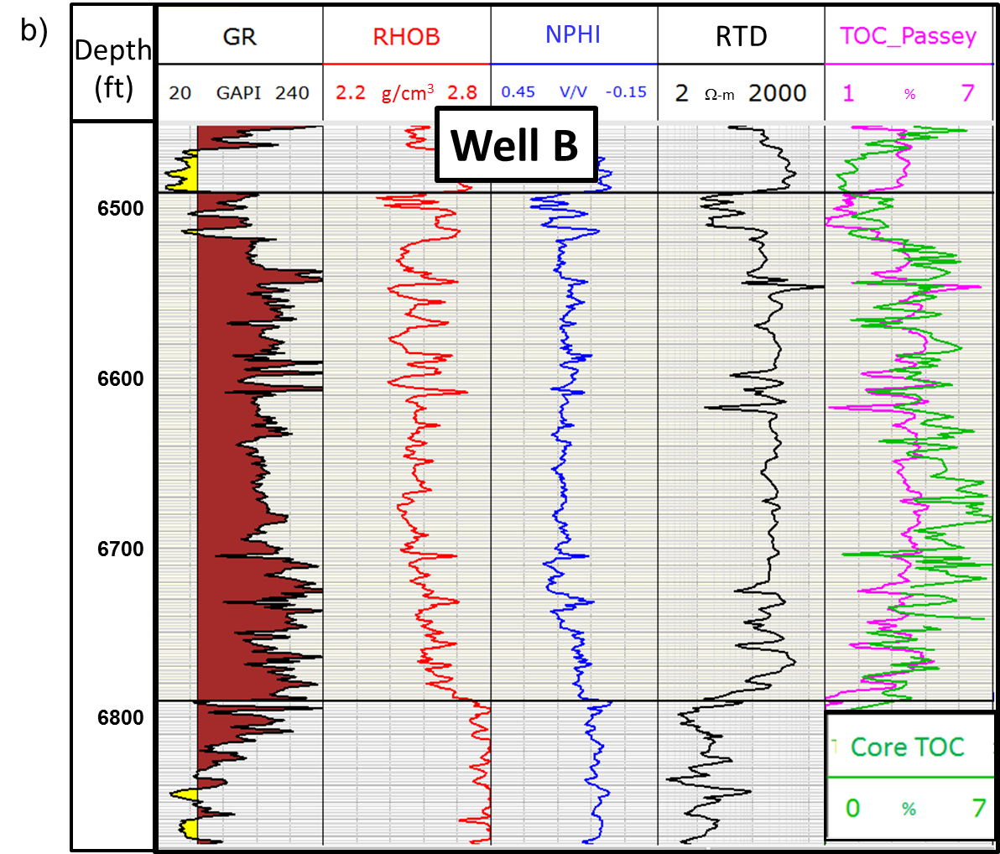 b)
Depth
(ft)
GR
RHOB
NPHI
RTD
TOC_Passey
20 GAPI 240
2.2 g/cm³ 2.8
0.45 V/V -0.15
2 Ω-m 2000
1 % 7
Well B
6500
6600
6700
6800
Core TOC
0 % 7